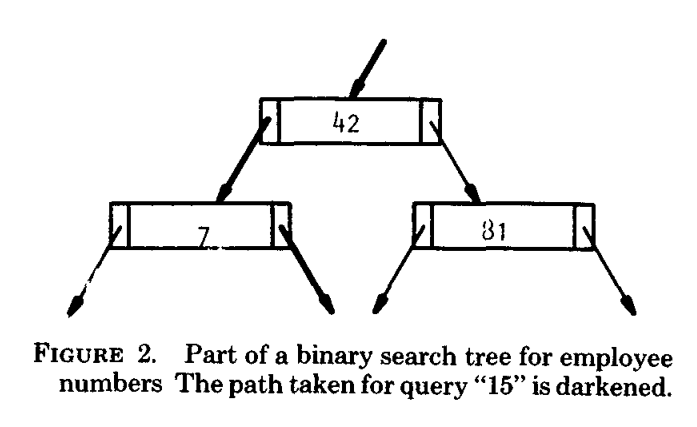 42
7
81
FIGURE 2. Part of a binary search tree for employee
numbers The path taken for query “15” is darkened.